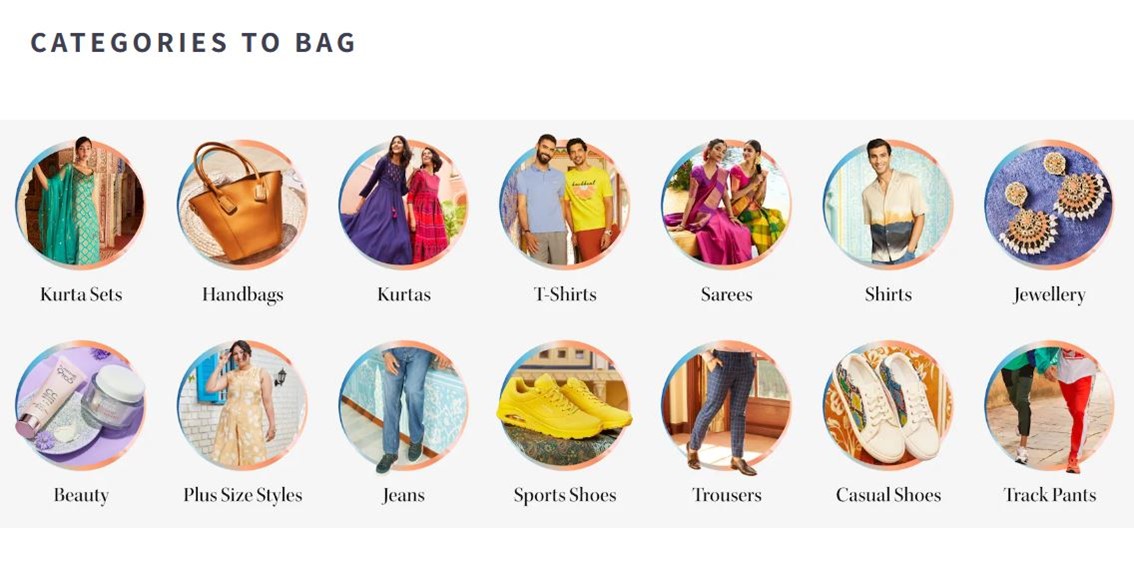 CATEGORIES TO BAG
Kurta Sets
Handbags
Kurtas
T-Shirts
Sarees
Shirts
Jewellery
Beauty
Plus Size Styles
Jeans
Sports Shoes
Trousers
Casual Shoes
Track Pants